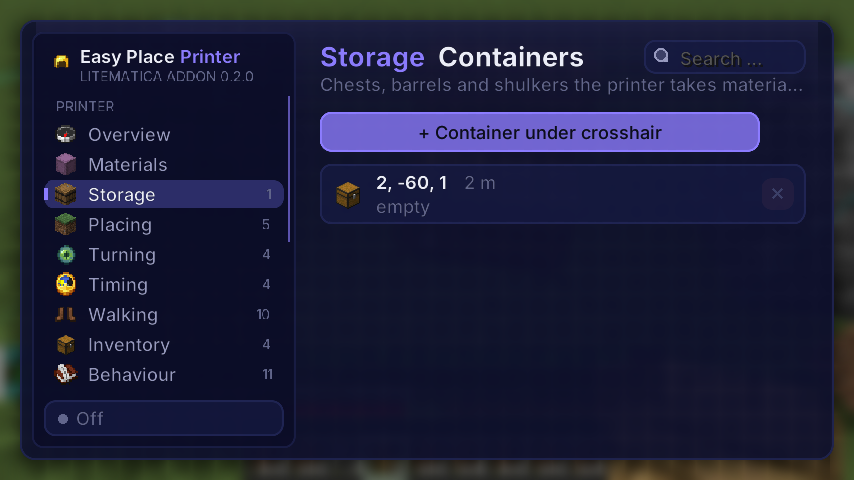 Easy Place Printer
LITEMATICA ADDON 0.2.0
PRINTER
Overview
Materials
Storage 1
Placing 5
Turning 4
Timing 4
Walking 10
Inventory 4
Behaviour 11
Off
Storage Containers
Search ...
Chests, barrels and shulkers the printer takes materia...
+ Container under crosshair
2, -60, 1 2 m
empty
×